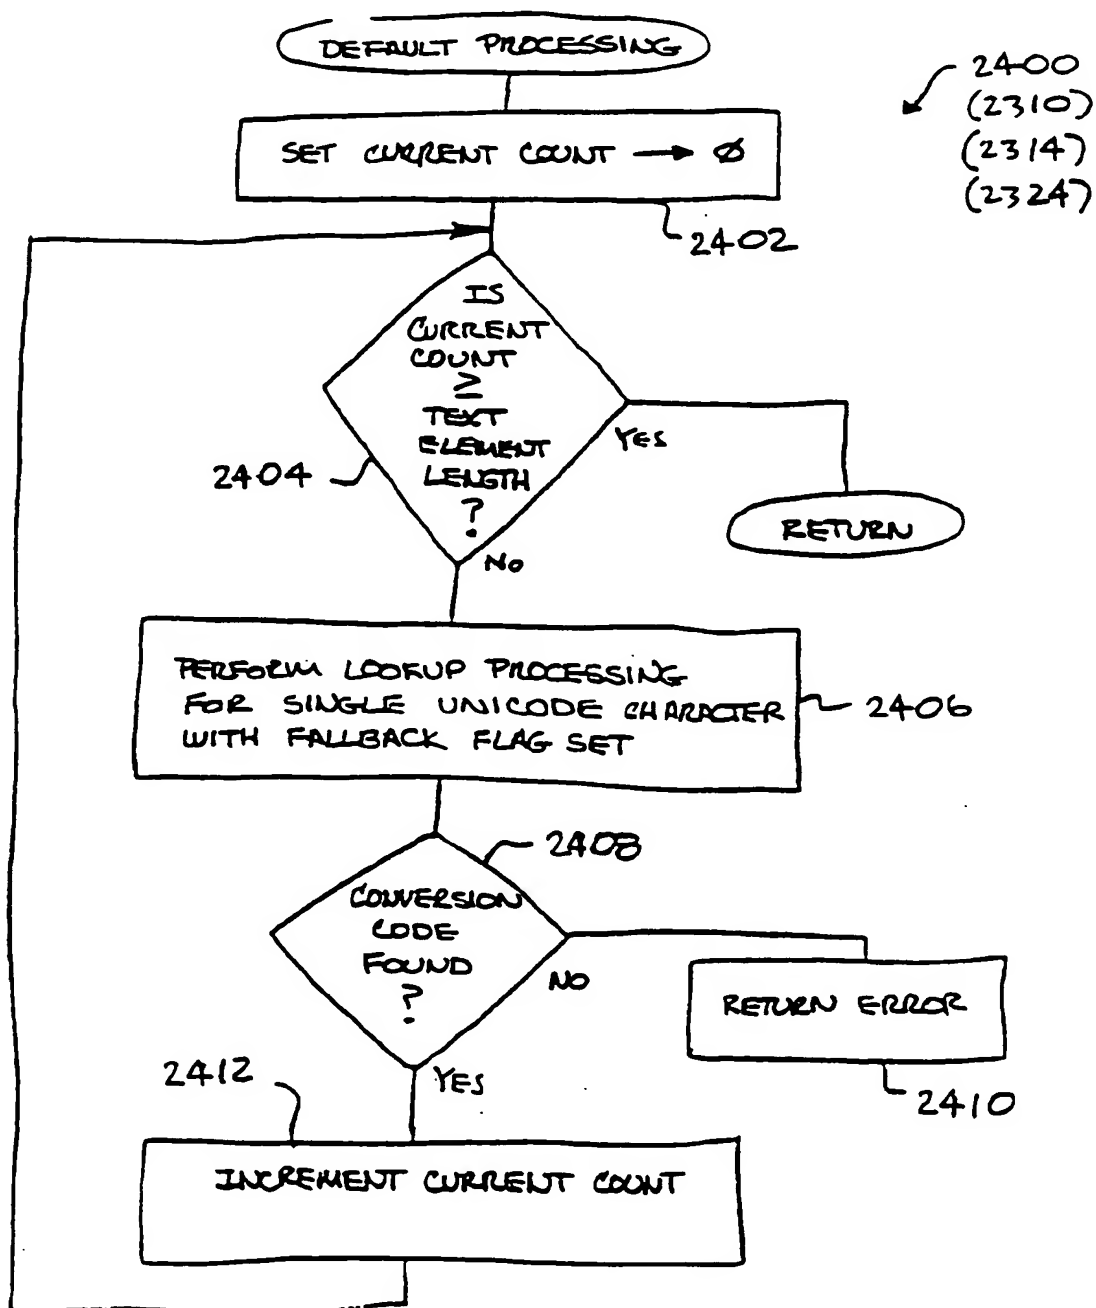 DEFAULT PROCESSING
2400
(2310)
(2314)
(2324)
SET CURRENT COUNT → Ø
2402
IS
CURRENT
COUNT
≥
TEXT
ELEMENT
LENGTH
?
2404
YES
RETURN
NO
PERFORM LOOKUP PROCESSING
FOR SINGLE UNICODE CHARACTER
WITH FALLBACK FLAG SET
2406
2408
CONVERSION
CODE
FOUND
?
NO
RETURN ERROR
2410
2412
YES
INCREMENT CURRENT COUNT